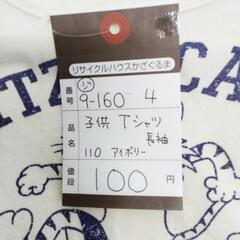 リサイクルハウスかざぐるま
番号 9-160 4
品名 子供 Tシャツ
長袖
110 アイボリー
値段 100 円